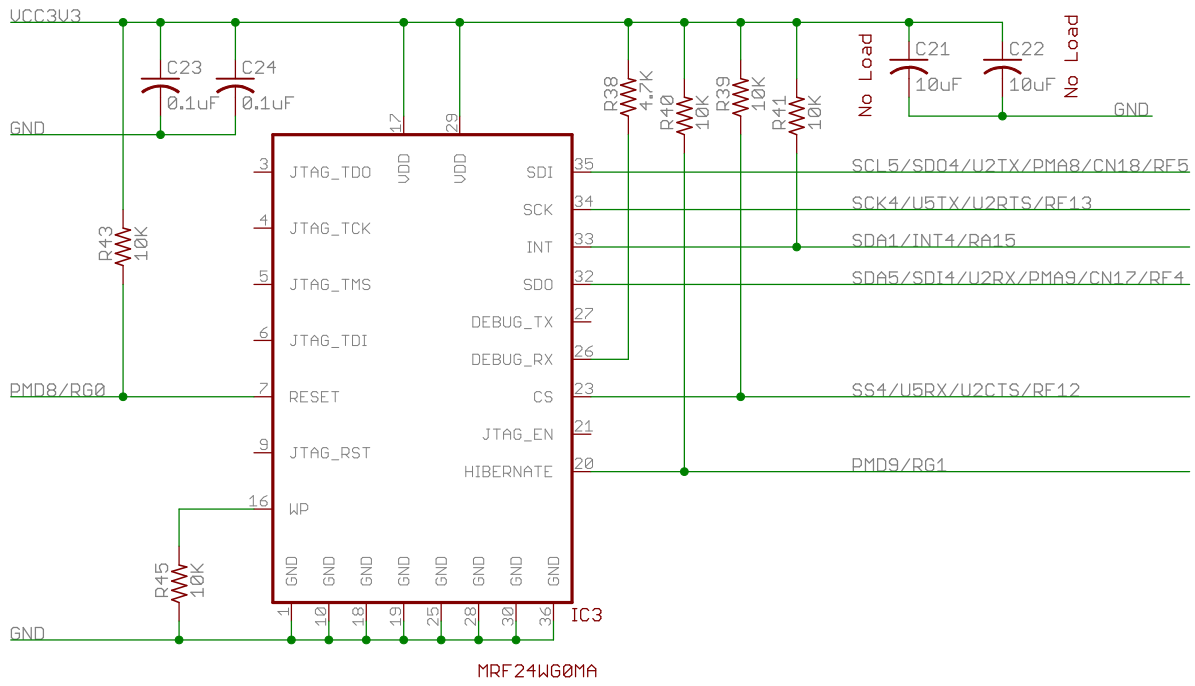 VCC3V3
C23
0.1uF
C24
0.1uF
GND
17
29
R38
4.7K
R40
10K
R39
10K
R41
10K
No Load
C21
10uF
C22
10uF
No Load
GND
3
JTAG_TDO
VDD
VDD
SDI
35
SCL5/SDO4/U2TX/PMA8/CN18/RF5
SCK
34
SCK4/U5TX/U2RTS/RF13
4
JTAG_TCK
R43
10K
INT
33
SDA1/INT4/RA15
5
JTAG_TMS
SDO
32
SDA5/SDI4/U2RX/PMA9/CN17/RF4
DEBUG_TX
27
6
JTAG_TDI
DEBUG_RX
26
PMD8/RG0
7
RESET
CS
23
SS4/U5RX/U2CTS/RF12
JTAG_EN
21
9
JTAG_RST
HIBERNATE
20
PMD9/RG1
16
WP
R45
10K
GND
GND
GND
GND
GND
GND
GND
GND
1
10
18
19
25
28
30
36
IC3
GND
MRF24WG0MA